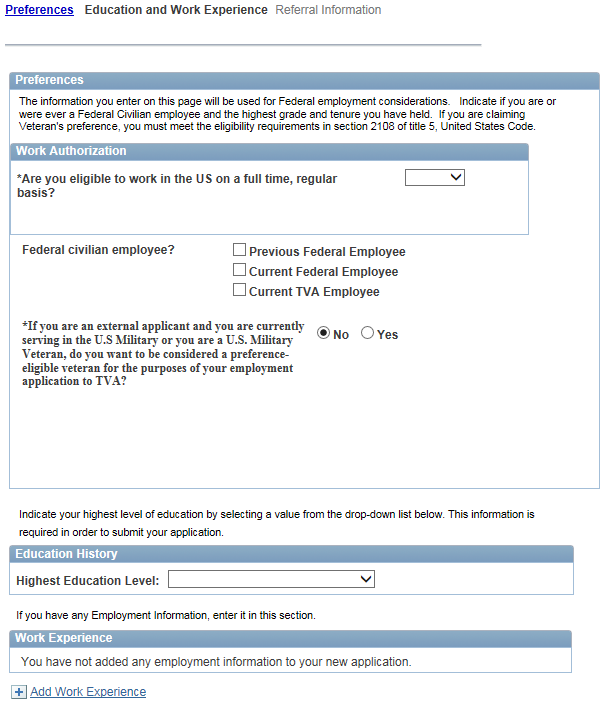 Preferences Education and Work Experience Referral Information
Preferences
The information you enter on this page will be used for Federal employment considerations. Indicate if you are or
were ever a Federal Civilian employee and the highest grade and tenure you have held. If you are claiming
Veteran's preference, you must meet the eligibility requirements in section 2108 of title 5, United States Code.
Work Authorization
*Are you eligible to work in the US on a full time, regular
basis?
Federal civilian employee?
Previous Federal Employee
Current Federal Employee
Current TVA Employee
*If you are an external applicant and you are currently
serving in the U.S Military or you are a U.S. Military
Veteran, do you want to be considered a preference-
eligible veteran for the purposes of your employment
application to TVA?
No Yes
Indicate your highest level of education by selecting a value from the drop-down list below. This information is
required in order to submit your application.
Education History
Highest Education Level:
If you have any Employment Information, enter it in this section.
Work Experience
You have not added any employment information to your new application.
+ Add Work Experience